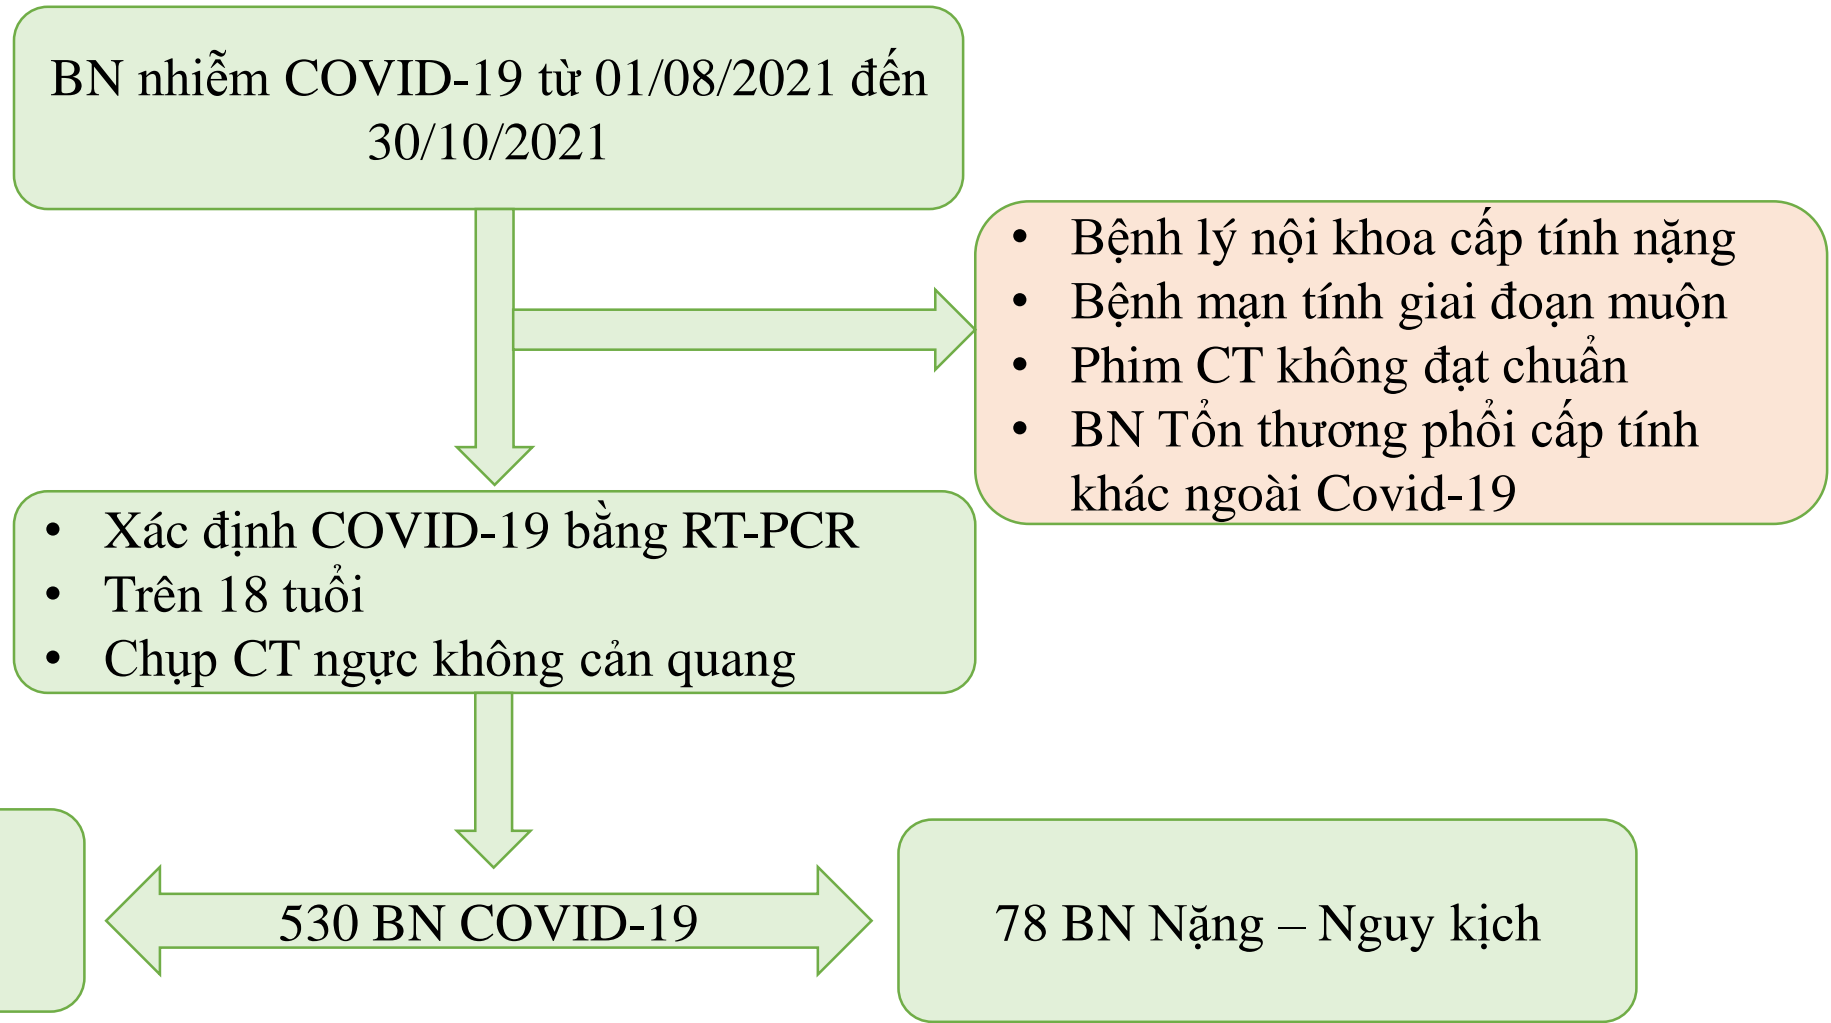 BN nhiễm COVID-19 từ 01/08/2021 đến
30/10/2021
• Bệnh lý nội khoa cấp tính nặng
• Bệnh mạn tính giai đoạn muộn
• Phim CT không đạt chuẩn
• BN Tổn thương phổi cấp tính
khác ngoài Covid-19
• Xác định COVID-19 bằng RT-PCR
• Trên 18 tuổi
• Chụp CT ngực không cản quang
530 BN COVID-19
78 BN Nặng – Nguy kịch